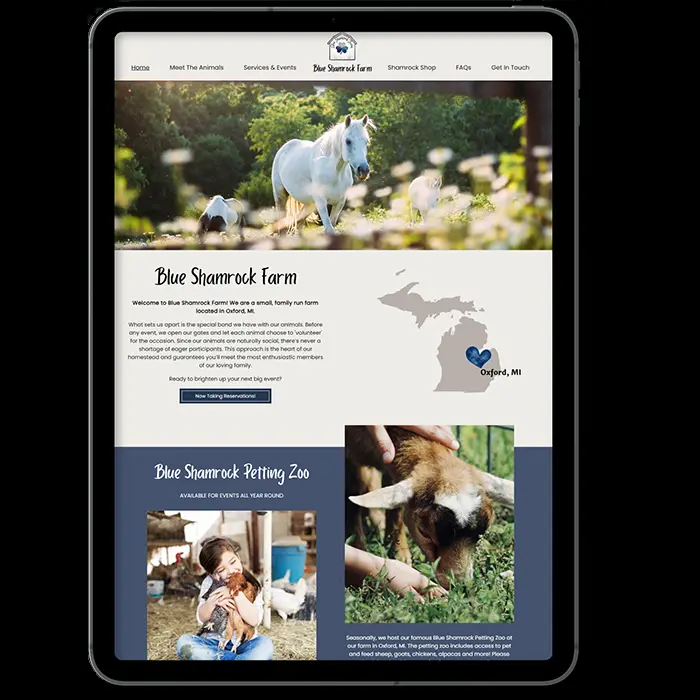 Home
Meet The Animals
Services & Events
Blue Shamrock Farm
Shamrock Shop
FAQs
Get In Touch
Blue Shamrock Farm
Welcome to Blue Shamrock Farm! We are a small, family run farm
located in Oxford, MI.
What sets us apart is the special bond we have with our animals. Before
any event, we open our gates and let each animal choose to 'volunteer'
for the occasion. Since our animals are naturally social, there's never a
shortage of eager participants. This approach is the heart of our
homestead and guarantees you'll meet the most enthusiastic members
of our loving family.
Ready to brighten up your next big event?
Now Taking Reservations!
Oxford, MI
Blue Shamrock Petting Zoo
AVAILABLE FOR EVENTS ALL YEAR ROUND
Seasonally, we host our famous Blue Shamrock Petting Zoo at
our farm in Oxford, MI. The petting zoo includes access to pet
and feed sheep, goats, chickens, alpacas and more! Please